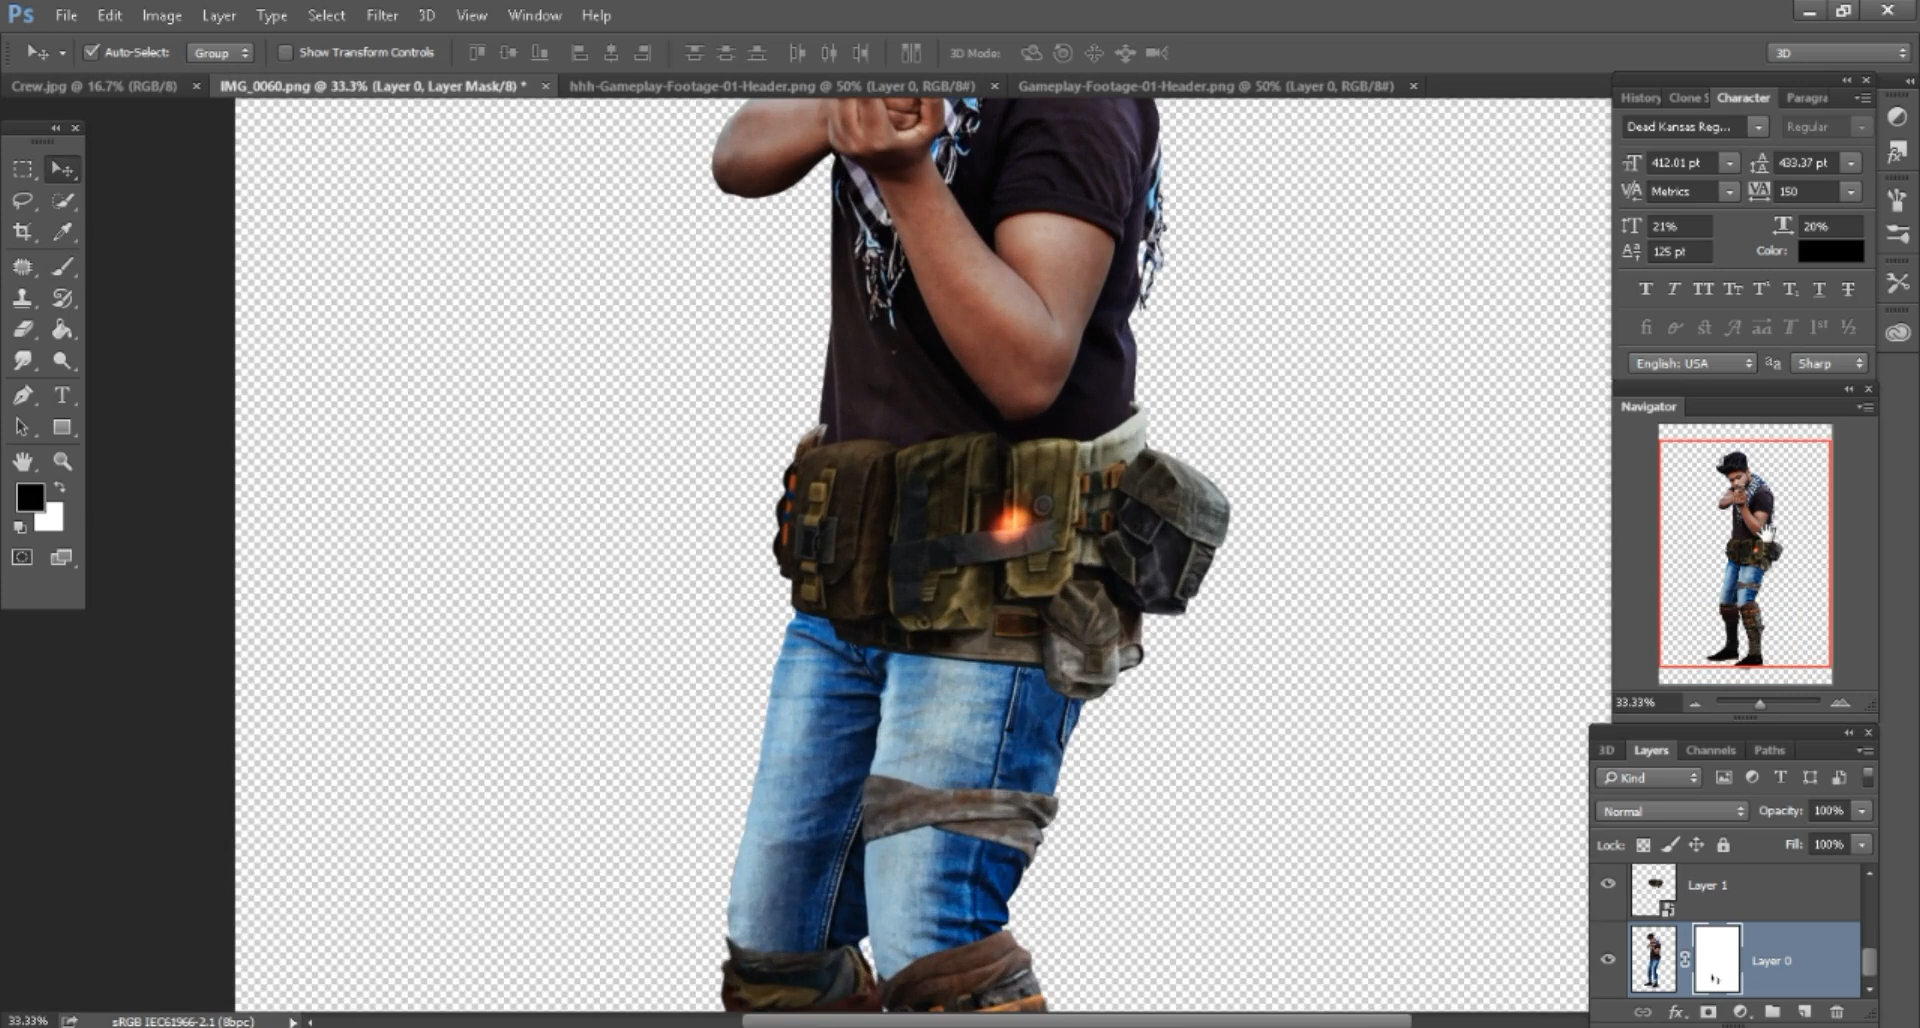 Ps File Edit Image Layer Type Select Filter 3D View Window Help
Auto-Select: Group Show Transform Controls 3D Mode: 3D
Crew.jpg @ 16.7% (RGB/8) × IMG_0060.png @ 33.3% (Layer 0, Layer Mask/8) * × hhh-Gameplay-Footage-01-Header.png @ 50% (Layer 0, RGB/8#) × Gameplay-Footage-01-Header.png @ 50% (Layer 0, RGB/8#) ×
History Clone S Character Paragra
Dead Kansas Reg... Regular
412.01 pt 433.37 pt
Metrics 150
21% 20%
125 pt Color:
English: USA aa Sharp
Navigator
33.33%
3D Layers Channels Paths
Kind
Normal Opacity: 100%
Lock: Fill: 100%
Layer 1
Layer 0
33.33% sRGB IEC61966-2.1 (8bpc)